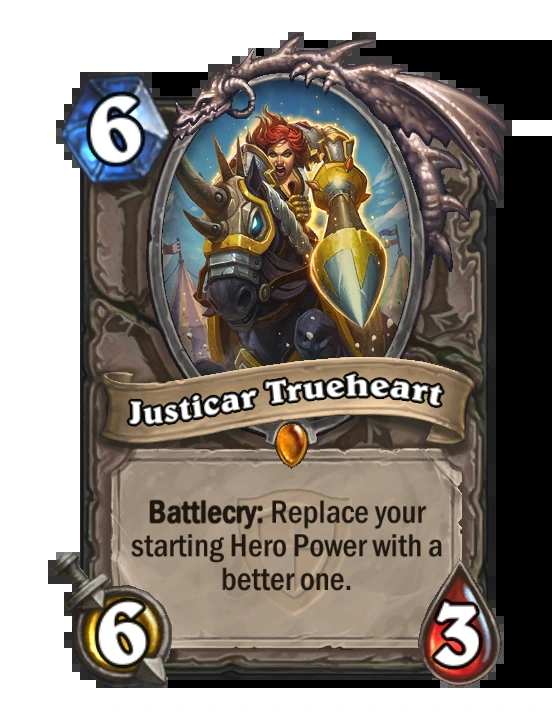 6
Justicar Trueheart
Battlecry: Replace your
starting Hero Power with a
better one.
6
3